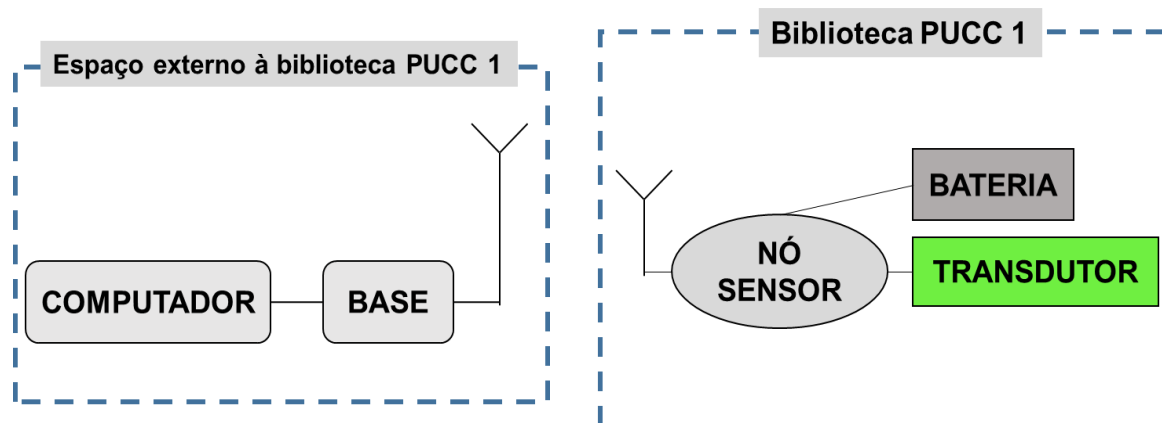 Espaço externo à biblioteca PUCC 1
COMPUTADOR
BASE
Biblioteca PUCC 1
BATERIA
NÓ
SENSOR
TRANSDUTOR